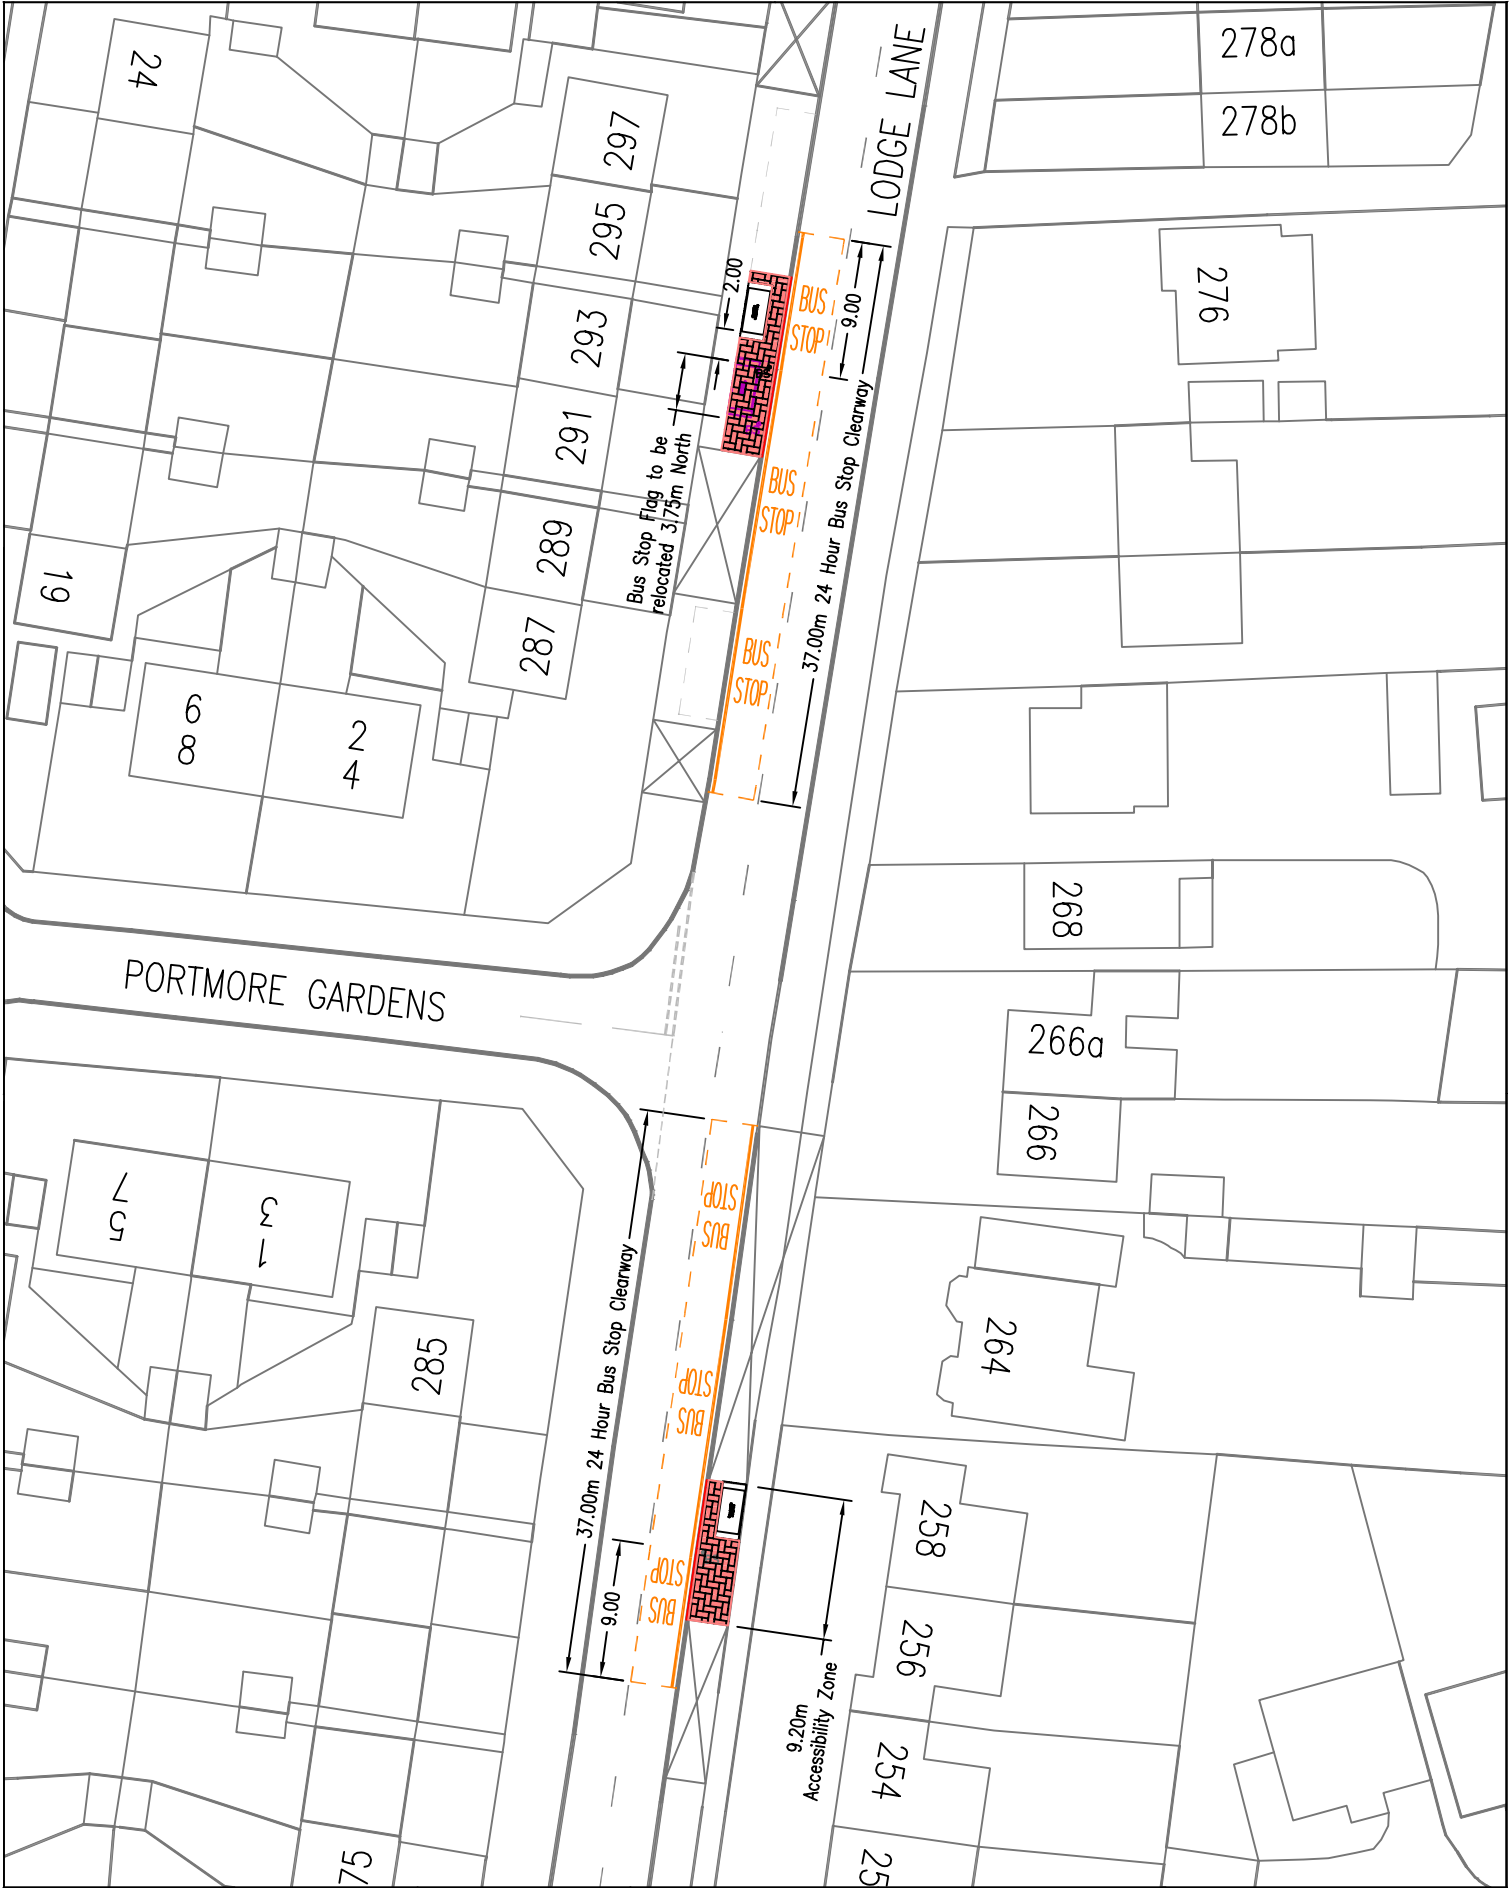 24
297
295
293
291
289
287
19
6
8
2
4
LODGE LANE
278a
278b
276
2.00
9.00
BUS
STOP
BUS
STOP
BUS
STOP
37.00m 24 Hour Bus Stop Clearway
Bus Stop Flag to be
relocated 3.75m North
268
266a
266
264
258
256
254
25
PORTMORE GARDENS
7
5
3
1
285
75
STOP
BUS
STOP
BUS
STOP
BUS
37.00m 24 Hour Bus Stop Clearway
9.00
9.20m
Accessibility Zone